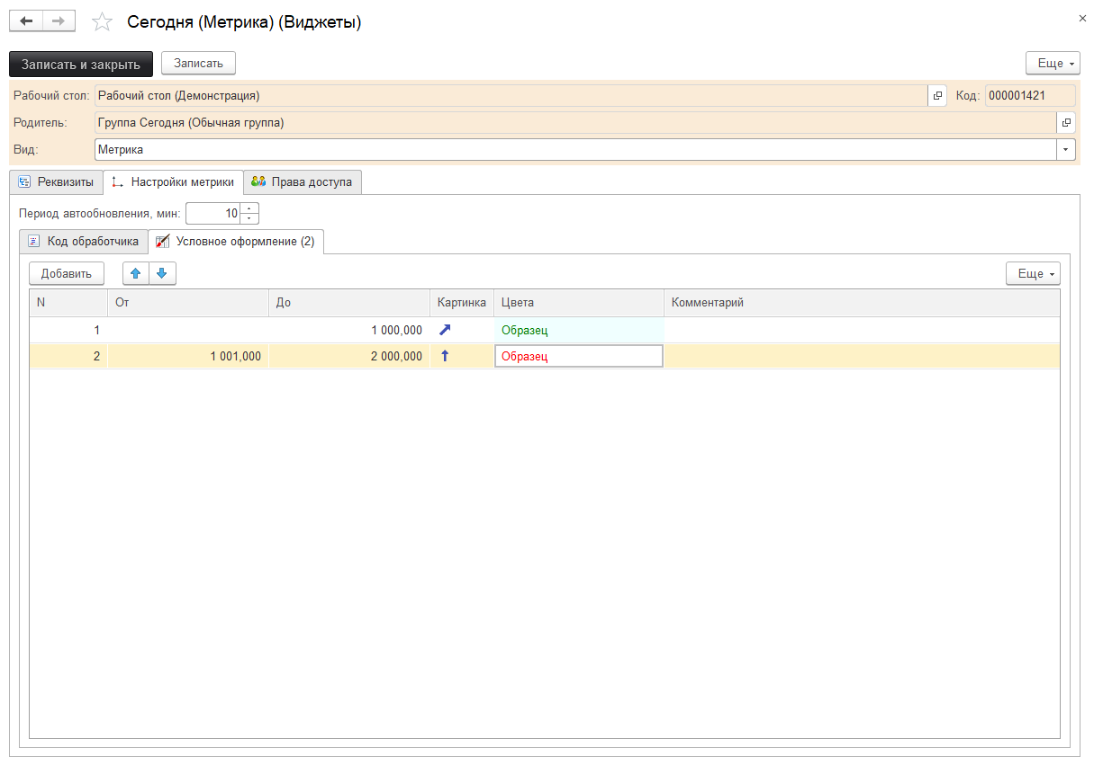 Сегодня (Метрика) (Виджеты)
Записать и закрыть Записать Еще
Рабочий стол: Рабочий стол (Демонстрация) Код: 000001421
Родитель: Группа Сегодня (Обычная группа)
Вид: Метрика
Реквизиты Настройки метрики Права доступа
Период автообновления, мин: 10
Код обработчика Условное оформление (2)
Добавить Еще
N От До Картинка Цвета Комментарий
1 1 000,000 Образец
2 1 001,000 2 000,000 Образец